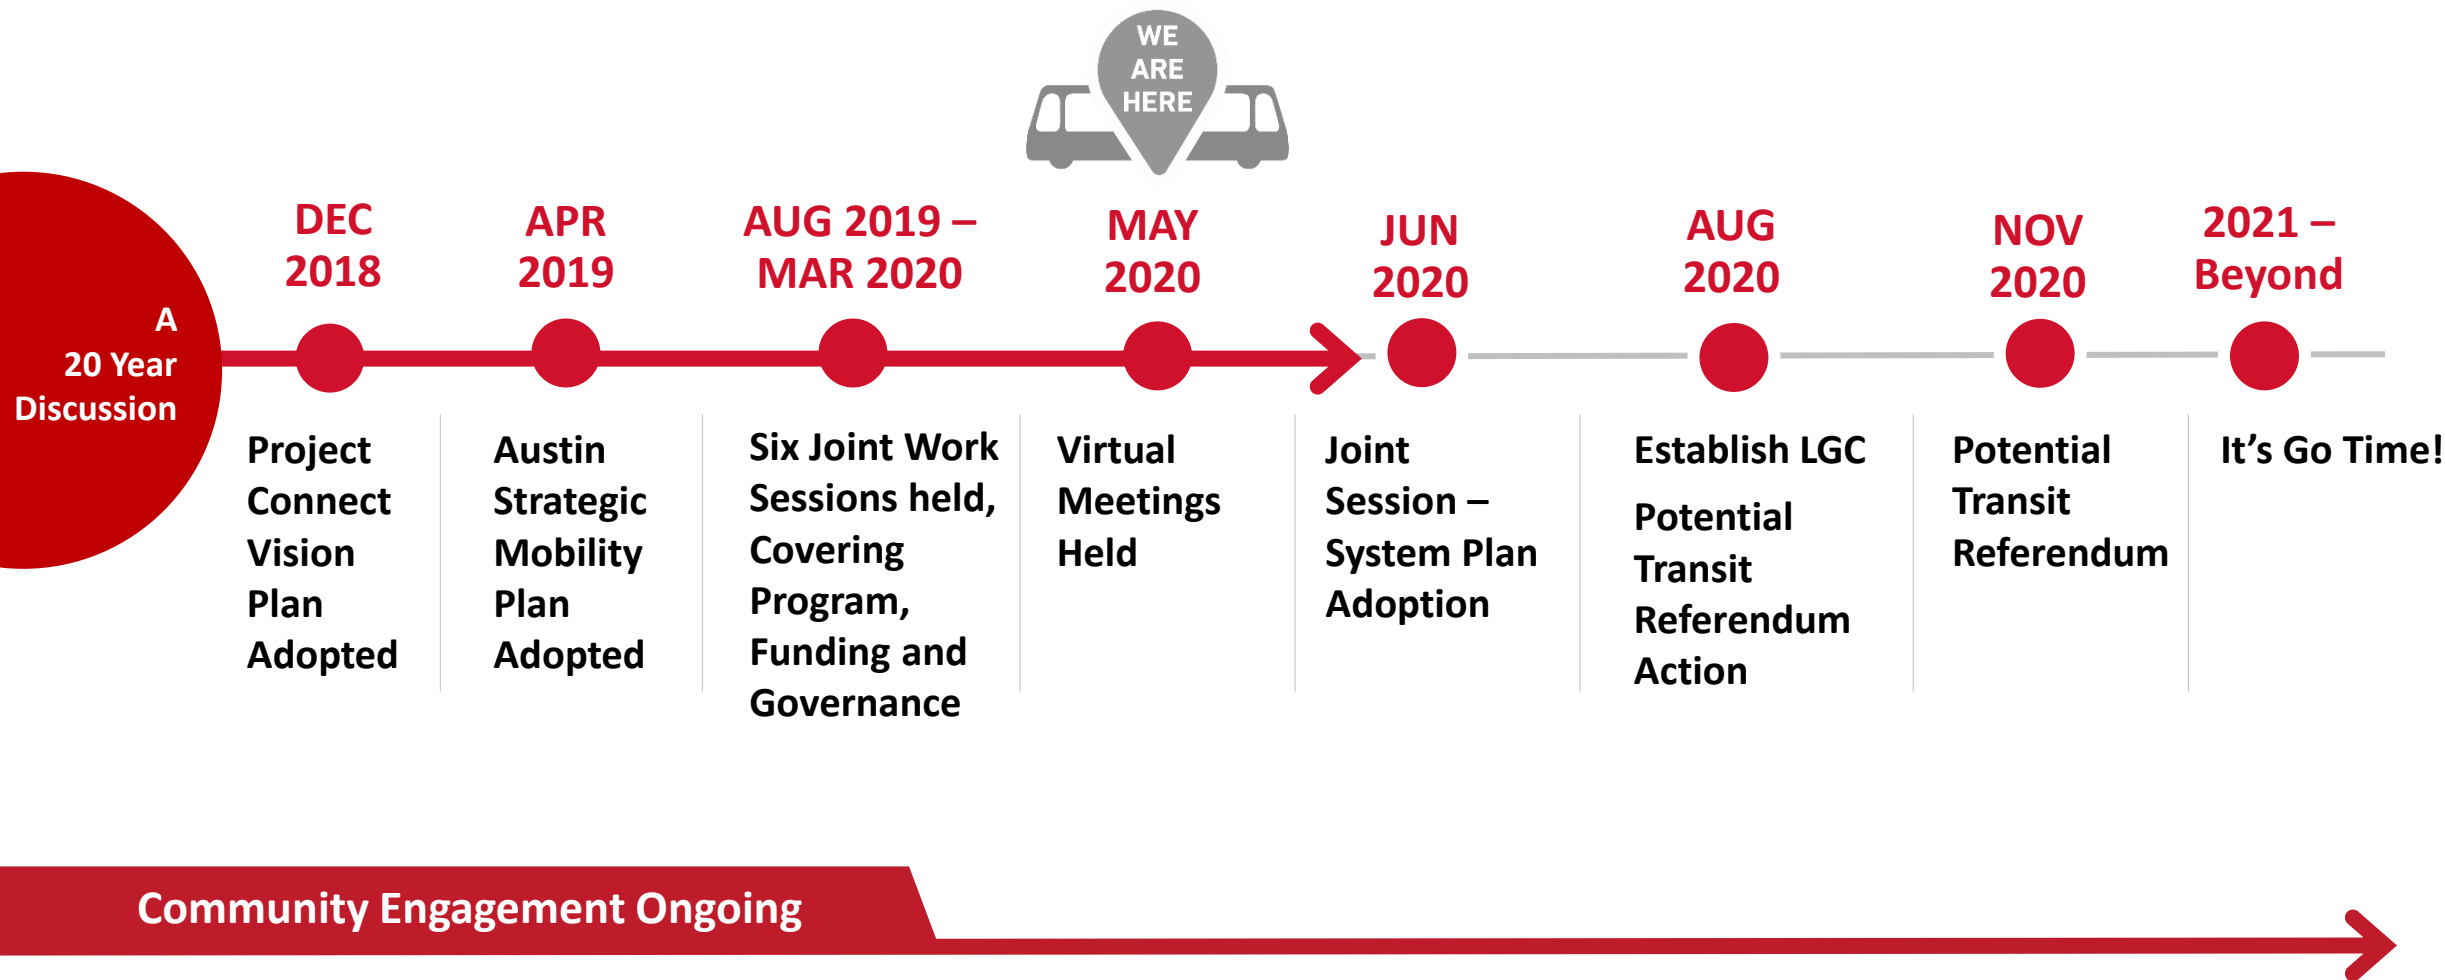 WE
ARE
HERE
A
20 Year
Discussion
DEC
2018
APR
2019
AUG 2019 –
MAR 2020
MAY
2020
JUN
2020
AUG
2020
NOV
2020
2021 –
Beyond
Project
Connect
Vision
Plan
Adopted
Austin
Strategic
Mobility
Plan
Adopted
Six Joint Work
Sessions held,
Covering
Program,
Funding and
Governance
Virtual
Meetings
Held
Joint
Session –
System Plan
Adoption
Establish LGC
Potential
Transit
Referendum
Action
Potential
Transit
Referendum
It’s Go Time!
Community Engagement Ongoing